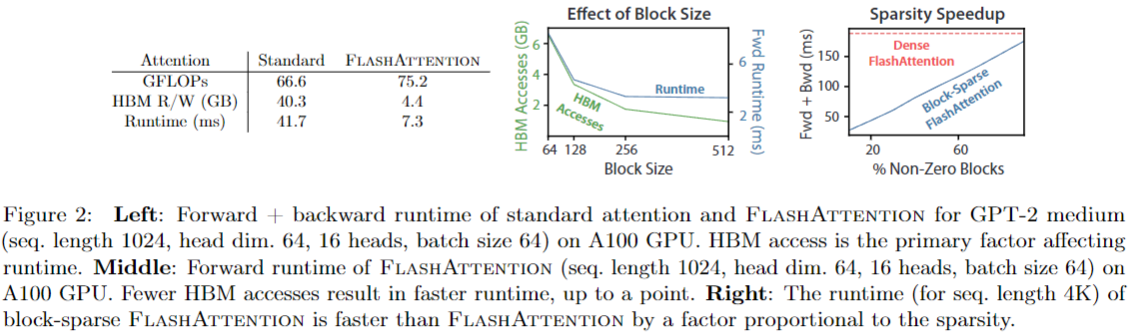 Attention Standard FLASHATTENTION
GFLOPs 66.6 75.2
HBM R/W (GB) 40.3 4.4
Runtime (ms) 41.7 7.3
Effect of Block Size
HBM Accesses (GB)
6
4
2
Runtime
HBM
Accesses
6
2
Fwd Runtime (ms)
64 128 256 512
Block Size
Sparsity Speedup
Fwd + Bwd (ms)
150
100
50
Dense
FlashAttention
Block-Sparse
FlashAttention
20 60
% Non-Zero Blocks
Figure 2: Left: Forward + backward runtime of standard attention and FLASHATTENTION for GPT-2 medium
(seq. length 1024, head dim. 64, 16 heads, batch size 64) on A100 GPU. HBM access is the primary factor affecting
runtime. Middle: Forward runtime of FLASHATTENTION (seq. length 1024, head dim. 64, 16 heads, batch size 64) on
A100 GPU. Fewer HBM accesses result in faster runtime, up to a point. Right: The runtime (for seq. length 4K) of
block-sparse FLASHATTENTION is faster than FLASHATTENTION by a factor proportional to the sparsity.